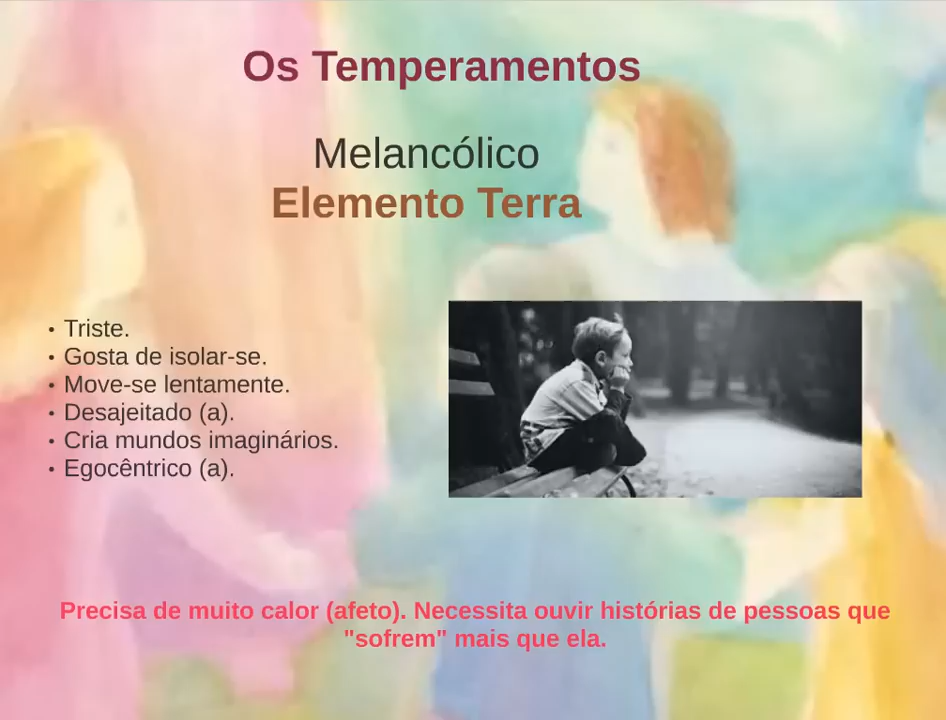 Os Temperamentos
Melancólico
Elemento Terra
• Triste.
• Gosta de isolar-se.
• Move-se lentamente.
• Desajeitado (a).
• Cria mundos imaginários.
• Egocêntrico (a).
Precisa de muito calor (afeto). Necessita ouvir histórias de pessoas que
"sofrem" mais que ela.